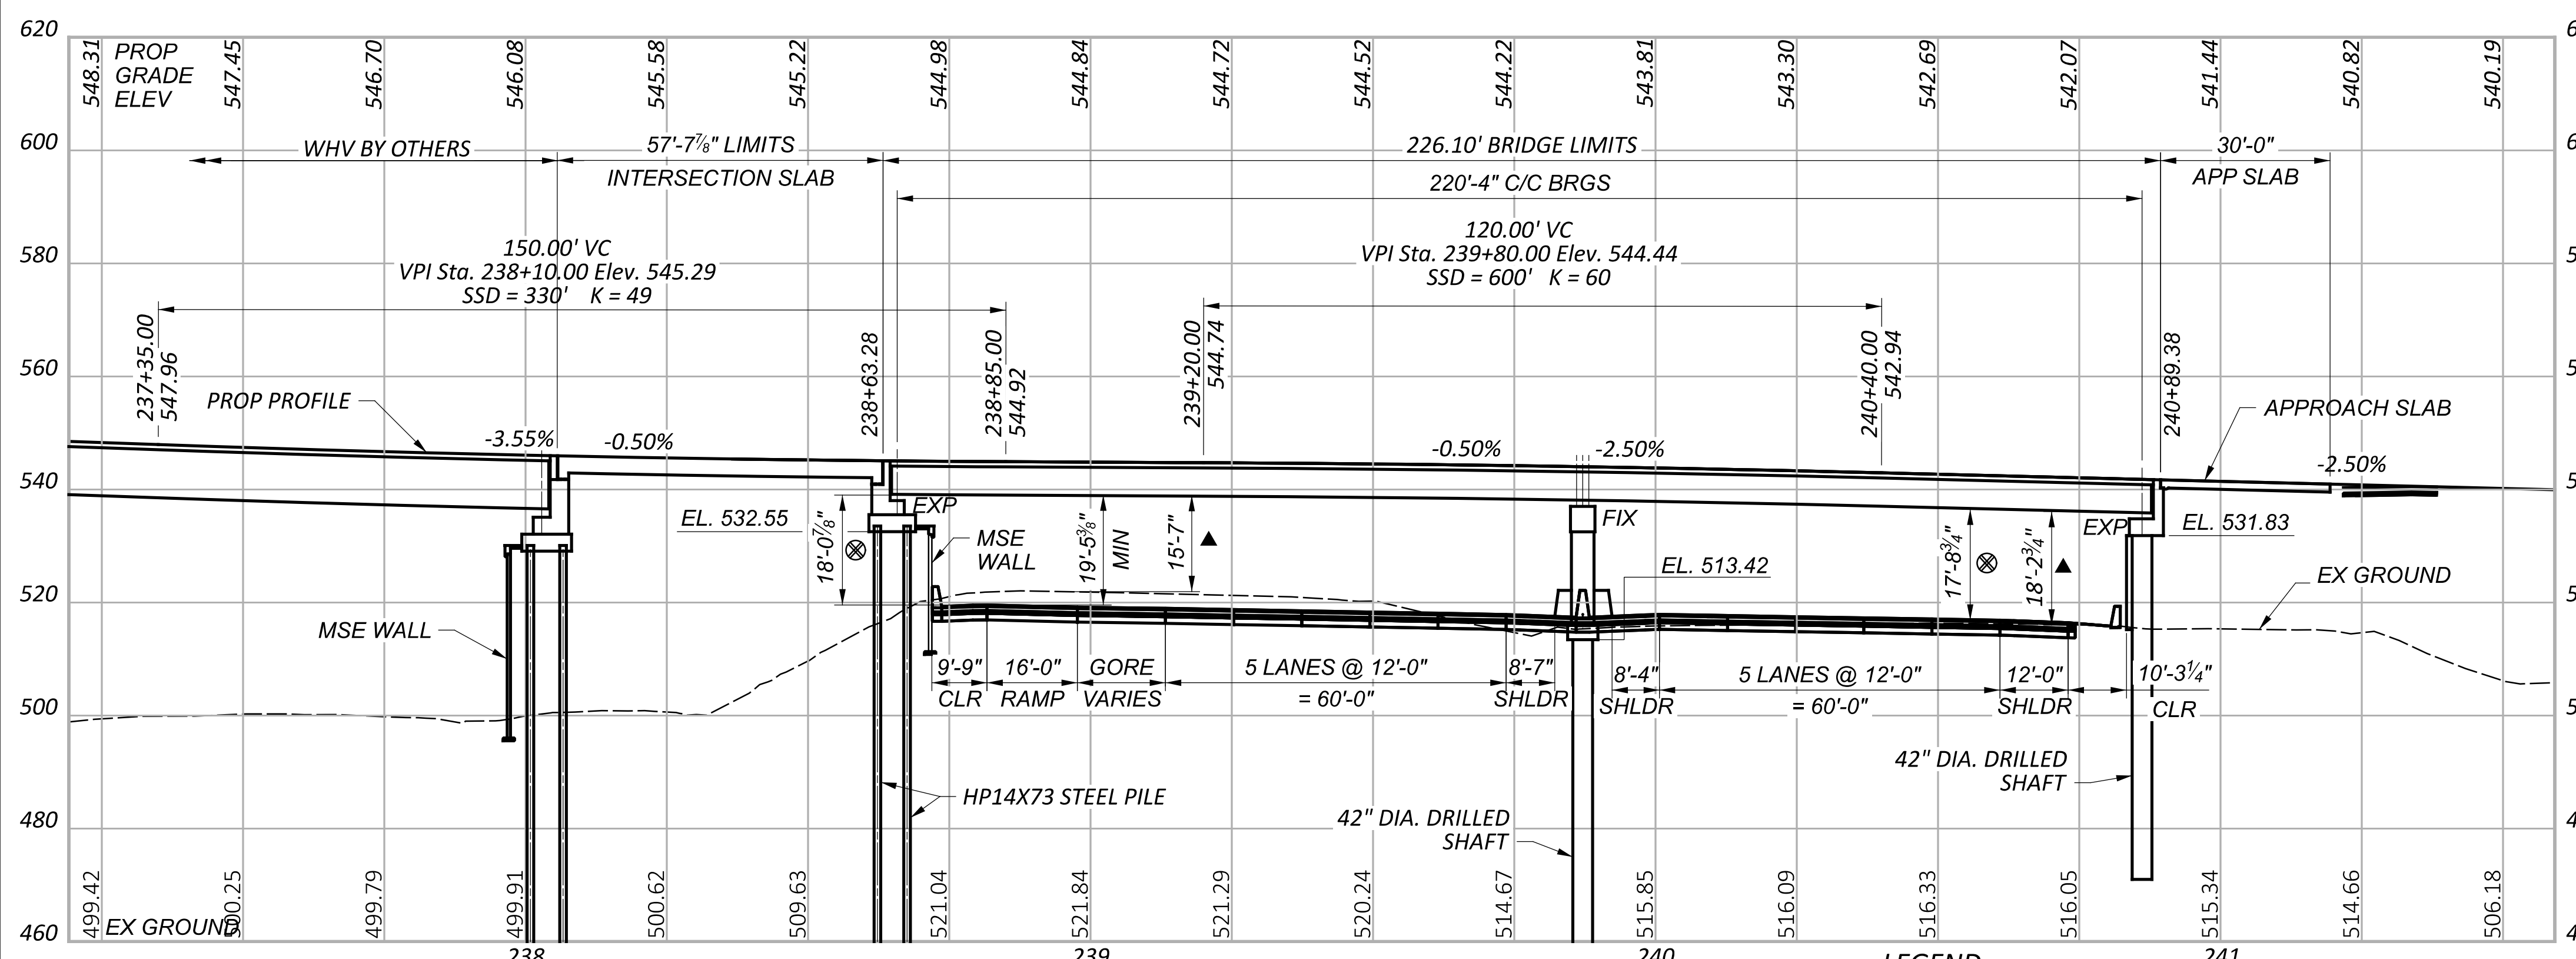 620
548.31
547.45
546.70
546.08
545.58
545.22
544.98
544.84
544.72
544.52
544.22
543.81
543.30
542.69
542.07
541.44
540.82
540.19
6
PROP
GRADE
ELEV
600
WHV BY OTHERS
57'-7⅞" LIMITS
INTERSECTION SLAB
226.10' BRIDGE LIMITS
220'-4" C/C BRGS
30'-0"
APP SLAB
6
580
150.00' VC
VPI Sta. 238+10.00 Elev. 545.29
SSD = 330' K = 49
120.00' VC
VPI Sta. 239+80.00 Elev. 544.44
SSD = 600' K = 60
5
560
237+35.00
547.96
238+63.28
238+85.00
544.92
239+20.00
544.74
240+40.00
542.94
240+89.38
5
PROP PROFILE
APPROACH SLAB
-3.55%
-0.50%
-0.50%
-2.50%
-2.50%
540
5
EL. 532.55
18'-0⅞"
EXP
MSE
WALL
19'-5⅜"
MIN
15'-7"
FIX
EL. 513.42
17'-8¾"
18'-2¾"
EXP
EL. 531.83
EX GROUND
520
5
MSE WALL
9'-9"
CLR
16'-0"
RAMP
GORE
VARIES
5 LANES @ 12'-0"
= 60'-0"
8'-7"
SHLDR
8'-4"
SHLDR
5 LANES @ 12'-0"
= 60'-0"
12'-0"
SHLDR
10'-3¼"
CLR
500
5
HP14X73 STEEL PILE
42" DIA. DRILLED
SHAFT
42" DIA. DRILLED
SHAFT
480
4
460
499.42
EX GROUND
500.25
499.79
499.91
500.62
509.63
521.04
521.84
521.29
520.24
514.67
515.85
516.09
516.33
516.05
515.34
514.66
506.18
4
238
239
240
LEGEND
241